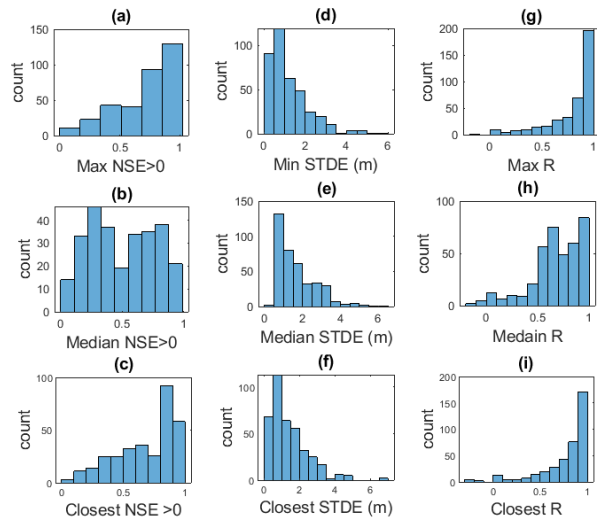 (a)
150
100
50
0
count
0
0.5
1
Max NSE>0
(d)
100
50
0
count
0
2
4
6
Min STDE (m)
(g)
200
150
100
50
0
count
0
0.5
1
Max R
(b)
40
30
20
10
0
count
0
0.5
1
Median NSE>0
(e)
150
100
50
0
count
2
4
6
Median STDE (m)
(h)
100
50
0
count
0
0.5
1
Medain R
(c)
100
50
0
count
0
0.5
1
Closest NSE >0
(f)
100
50
0
count
0
2
4
6
Closest STDE (m)
(i)
200
150
100
50
0
count
0
0.5
1
Closest R